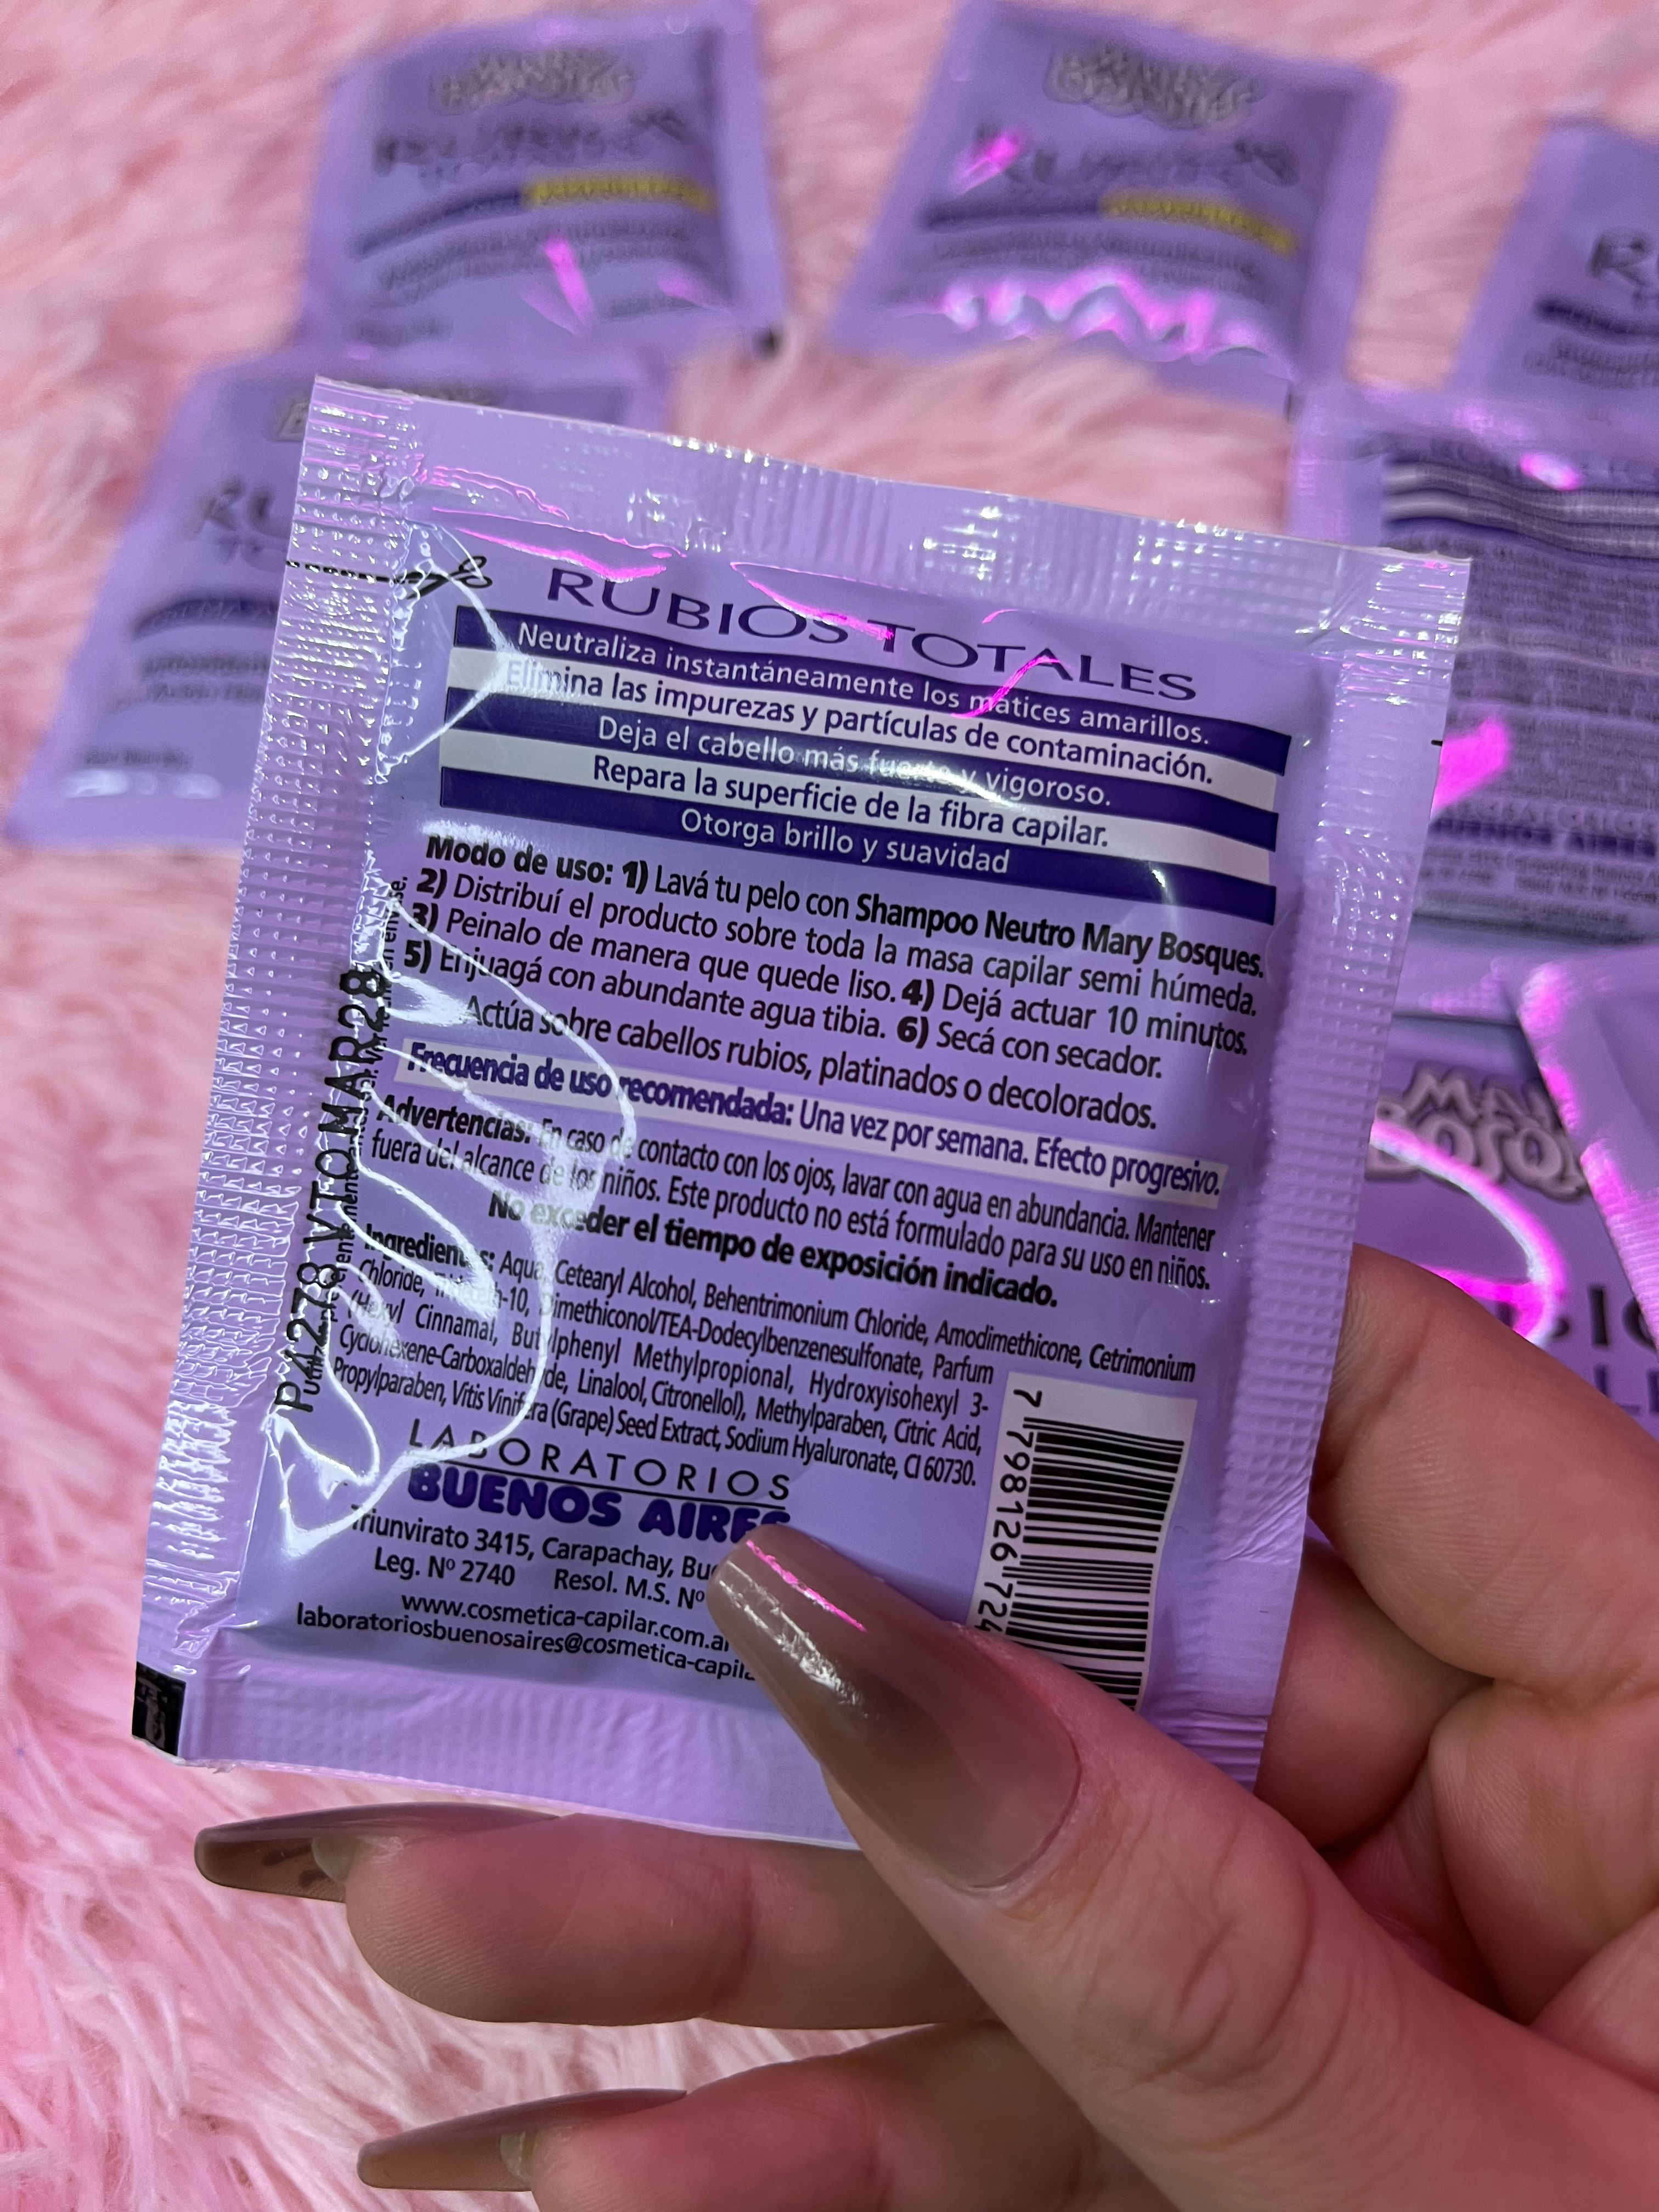 RUBIOS TOTALES
Neutraliza instantáneamente los matices amarillos.
Elimina las impurezas y partículas de contaminación.
Deja el cabello más fuerte y vigoroso.
Repara la superficie de la fibra capilar.
Otorga brillo y suavidad
Modo de uso: 1) Lavá tu pelo con Shampoo Neutro Mary Bosques.
2) Distribuí el producto sobre toda la masa capilar semi húmeda.
3) Peinalo de manera que quede liso. 4) Dejá actuar 10 minutos.
5) Enjuagá con abundante agua tibia. 6) Secá con secador.
Actúa sobre cabellos rubios, platinados o decolorados.
Frecuencia de uso recomendada: Una vez por semana. Efecto progresivo.
Advertencias: En caso de contacto con los ojos, lavar con agua en abundancia. Mantener
fuera del alcance de los niños. Este producto no está formulado para su uso en niños.
No exceder el tiempo de exposición indicado.
Ingredientes: Aqua, Cetearyl Alcohol, Behentrimonium Chloride, Amodimethicone, Cetrimonium
Chloride, -10, Dimethiconol/TEA-Dodecylbenzenesulfonate, Parfum
(Hexyl Cinnamal, Butylphenyl Methylpropional, Hydroxyisohexyl 3-
Cyclohexene-Carboxaldehyde, Linalool, Citronellol), Methylparaben, Citric Acid,
Propylparaben, Vitis Vinifera (Grape) Seed Extract, Sodium Hyaluronate, CI 60730.
LABORATORIOS
BUENOS AIRES
Triunvirato 3415, Carapachay,
Leg. Nº 2740 Resol. M.S. Nº
www.cosmetica-capilar.com.ar
laboratoriosbuenosaires@cosmetica-capila
7 798126 724
P4278 VTO MAR28